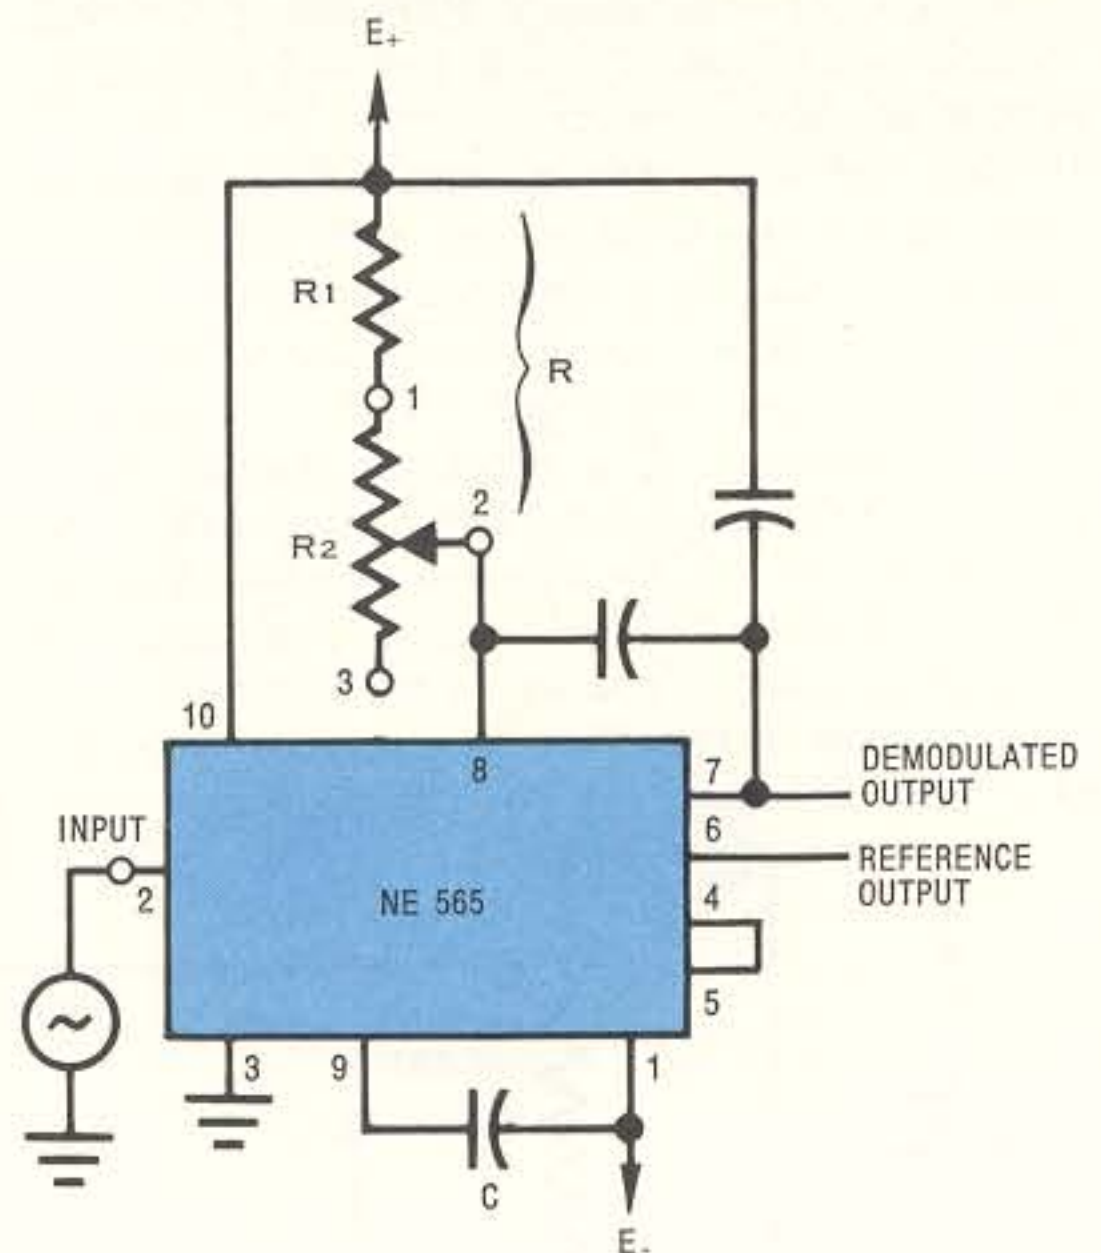 E+
R1
1
R
2
R2
3
10
8
7
DEMODULATED
OUTPUT
6
REFERENCE
OUTPUT
INPUT
2
NE 565
4
5
3
9
1
C
E-